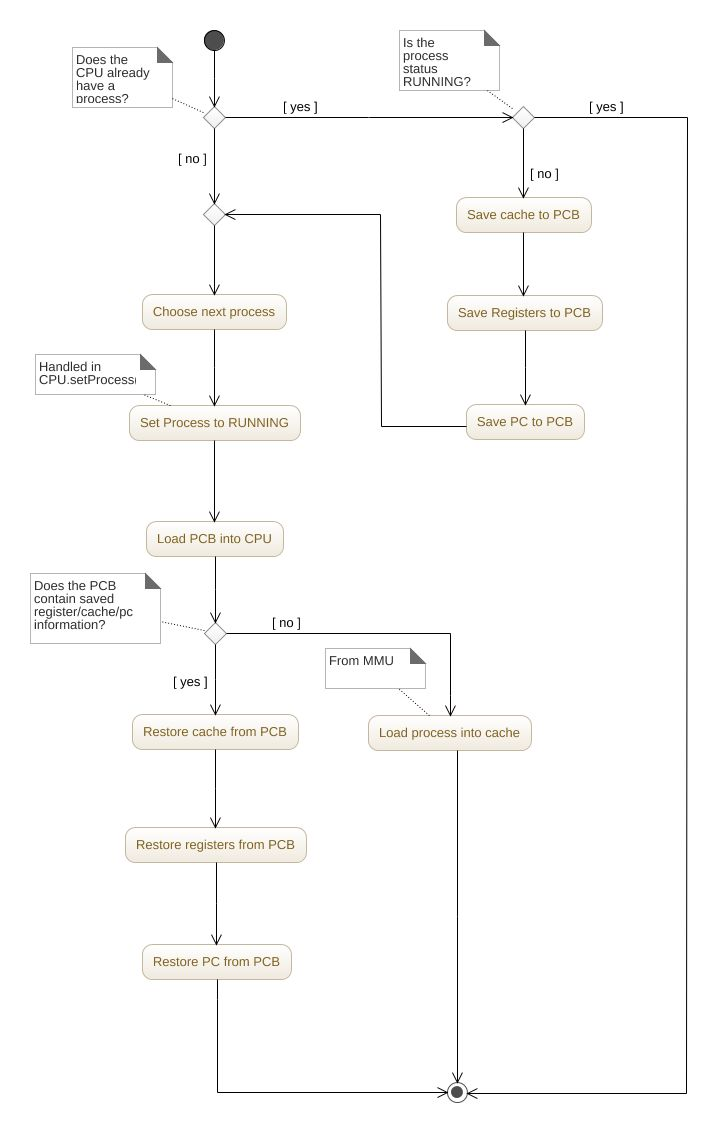 Does the
CPU already
have a
process?
Is the
process
status
RUNNING?
[ yes ]
[ yes ]
[ no ]
[ no ]
Save cache to PCB
Choose next process
Save Registers to PCB
Handled in
CPU.setProcess(
Set Process to RUNNING
Save PC to PCB
Load PCB into CPU
Does the PCB
contain saved
register/cache/pc
information?
[ no ]
From MMU
[ yes ]
Restore cache from PCB
Load process into cache
Restore registers from PCB
Restore PC from PCB